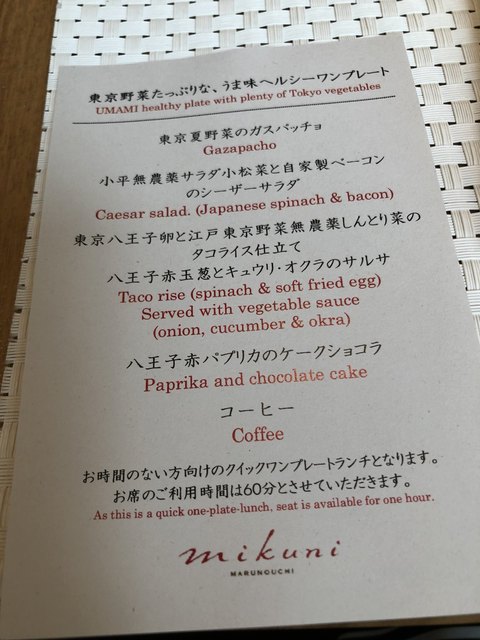 東京野菜たっぷりな、うま味ヘルシーワンプレート
UMAMI healthy plate with plenty of Tokyo vegetables
東京夏野菜のガスパッチョ
Gazapacho
小平無農薬サラダ小松菜と自家製ベーコン
のシーザーサラダ
Caesar salad. (Japanese spinach & bacon)
東京八王子卵と江戸東京野菜無農薬しんとり菜の
タコライス仕立て
八王子赤玉葱とキュウリ・オクラのサルサ
Taco rise (spinach & soft fried egg)
Served with vegetable sauce
(onion, cucumber & okra)
八王子赤パプリカのケークショコラ
Paprika and chocolate cake
コーヒー
Coffee
お時間のない方向けのクイックワンプレートランチとなります。
お席のご利用時間は60分とさせていただきます。
As this is a quick one-plate-lunch, seat is available for one hour.
mikuni
MARUNOUCHI